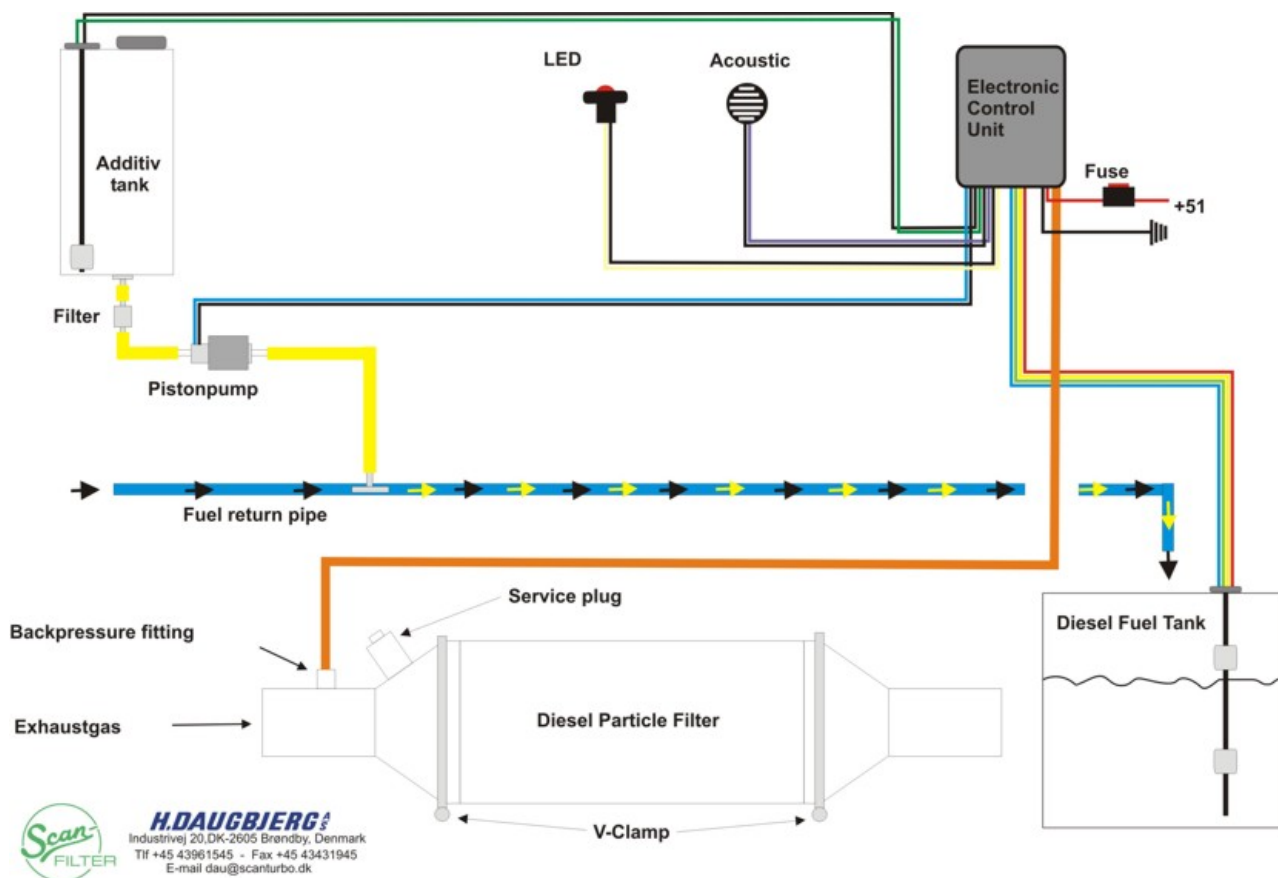 LED
Acoustic
Electronic
Control
Unit
Additiv
tank
Fuse
+51
Filter
Pistonpump
Fuel return pipe
Service plug
Backpressure fitting
Diesel Fuel Tank
Exhaustgas
Diesel Particle Filter
V-Clamp
Scan-
FILTER
H.DAUGBJERG A/S
Industrivej 20,DK-2605 Brøndby, Denmark
Tlf +45 43961545 - Fax +45 43431945
E-mail dau@scanturbo.dk